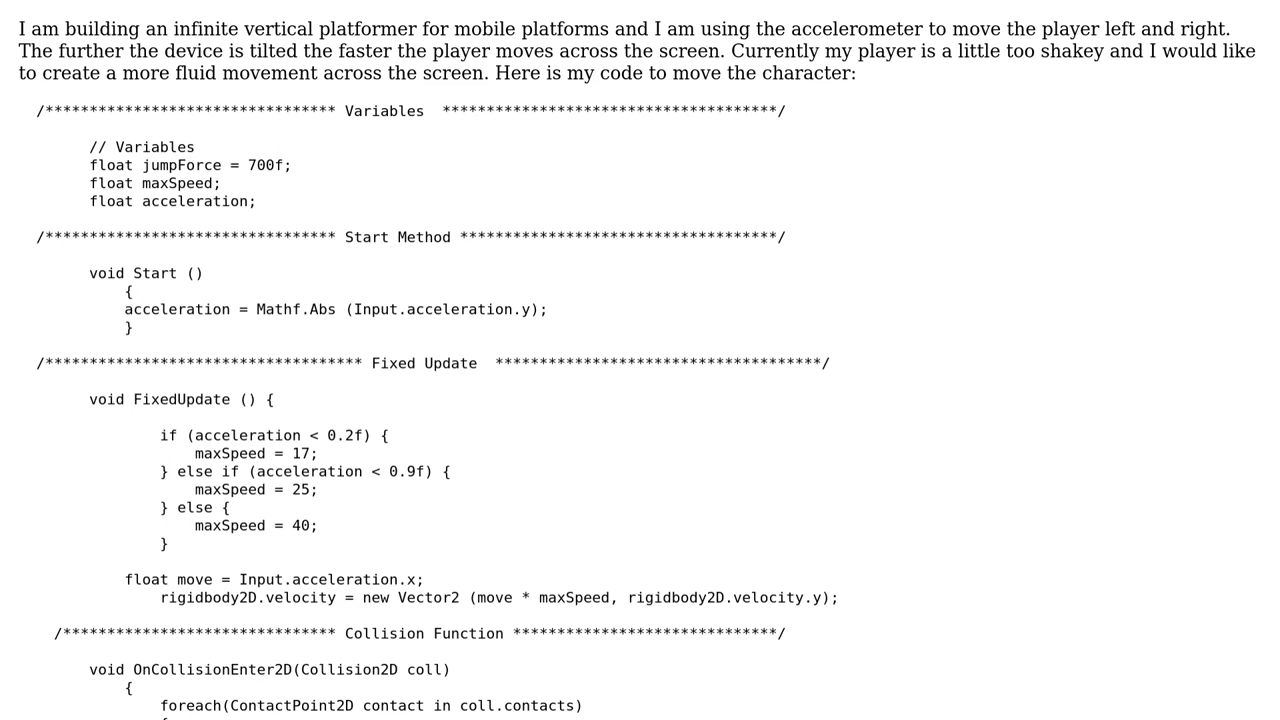 I am building an infinite vertical platformer for mobile platforms and I am using the accelerometer to move the player left and right.
The further the device is tilted the faster the player moves across the screen. Currently my player is a little too shakey and I would like
to create a more fluid movement across the screen. Here is my code to move the character:
/********************************* Variables  **************************************/
// Variables
float jumpForce = 700f;
float maxSpeed;
float acceleration;
/********************************* Start Method ************************************/
void Start ()
{
acceleration = Mathf.Abs (Input.acceleration.y);
}
/************************************ Fixed Update  *************************************/
void FixedUpdate () {
if (acceleration < 0.2f) {
maxSpeed = 17;
} else if (acceleration < 0.9f) {
maxSpeed = 25;
} else {
maxSpeed = 40;
}
float move = Input.acceleration.x;
rigidbody2D.velocity = new Vector2 (move * maxSpeed, rigidbody2D.velocity.y);
/******************************* Collision Function ******************************/
void OnCollisionEnter2D(Collision2D coll)
{
foreach(ContactPoint2D contact in coll.contacts)